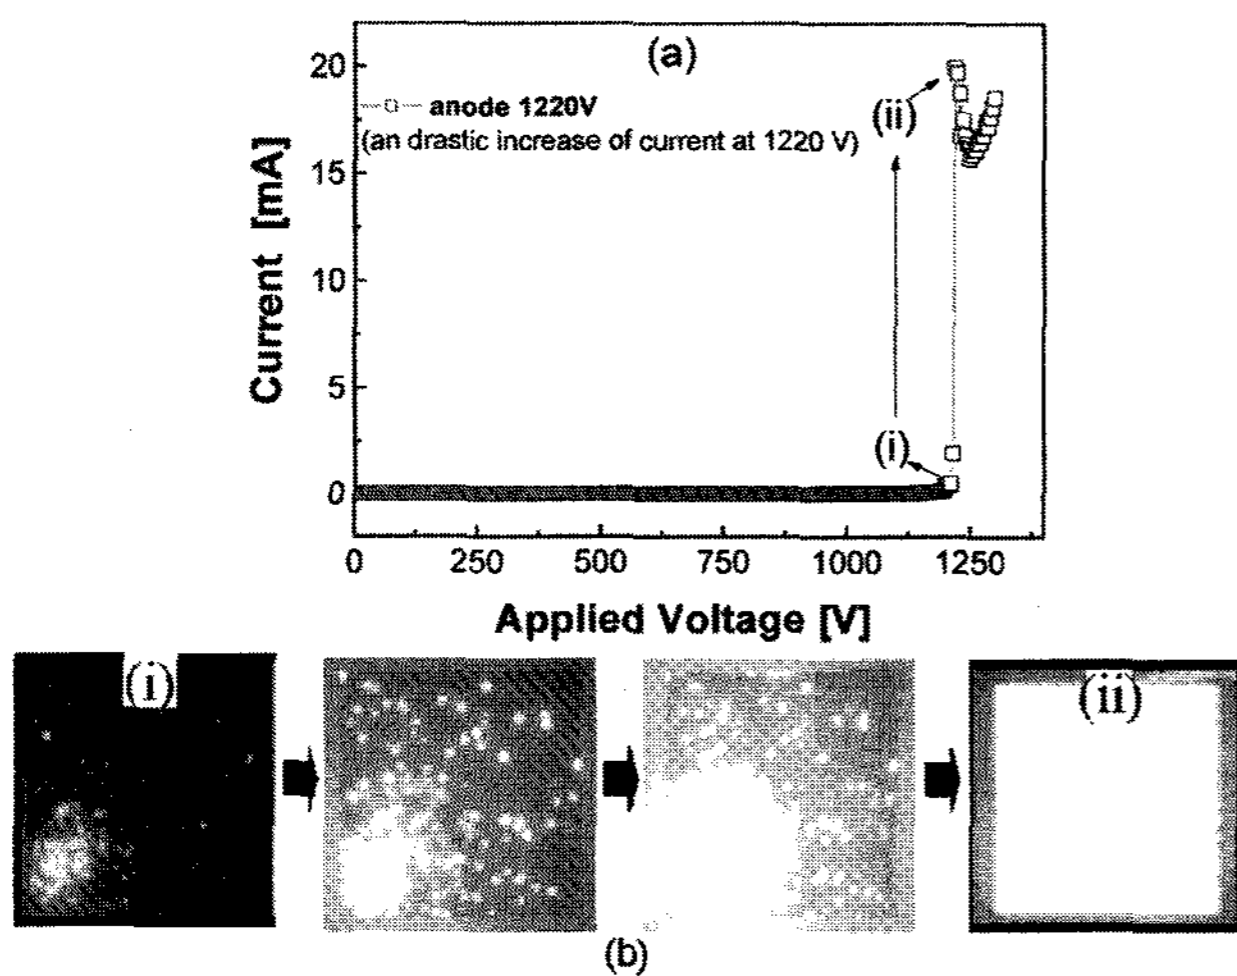 (a)
20
15
10
5
0
Current [mA]
anode 1220V
(an drastic increase of current at 1220 V)
(ii)
(i)
0 250 500 750 1000 1250
Applied Voltage [V]
(i)
(ii)
(b)